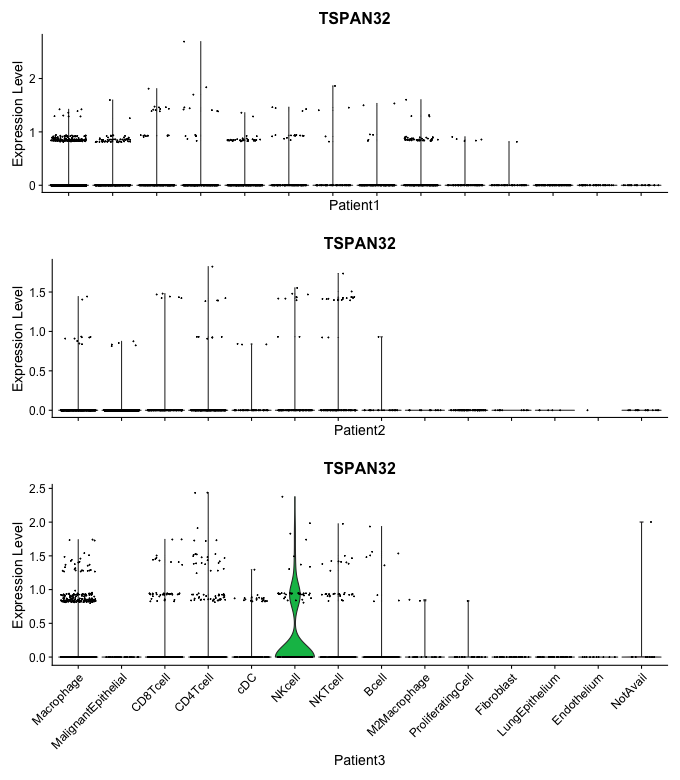 TSPAN32
Expression Level
2
1
0
Patient1
TSPAN32
Expression Level
1.5
1.0
0.5
0.0
Patient2
TSPAN32
Expression Level
2.5
2.0
1.5
1.0
0.5
0.0
Macrophage
MalignantEpithelial
CD8Tcell
CD4Tcell
cDC
NKcell
NKTcell
Bcell
M2Macrophage
ProliferatingCell
Fibroblast
LungEpithelium
Endothelium
NotAvail
Patient3